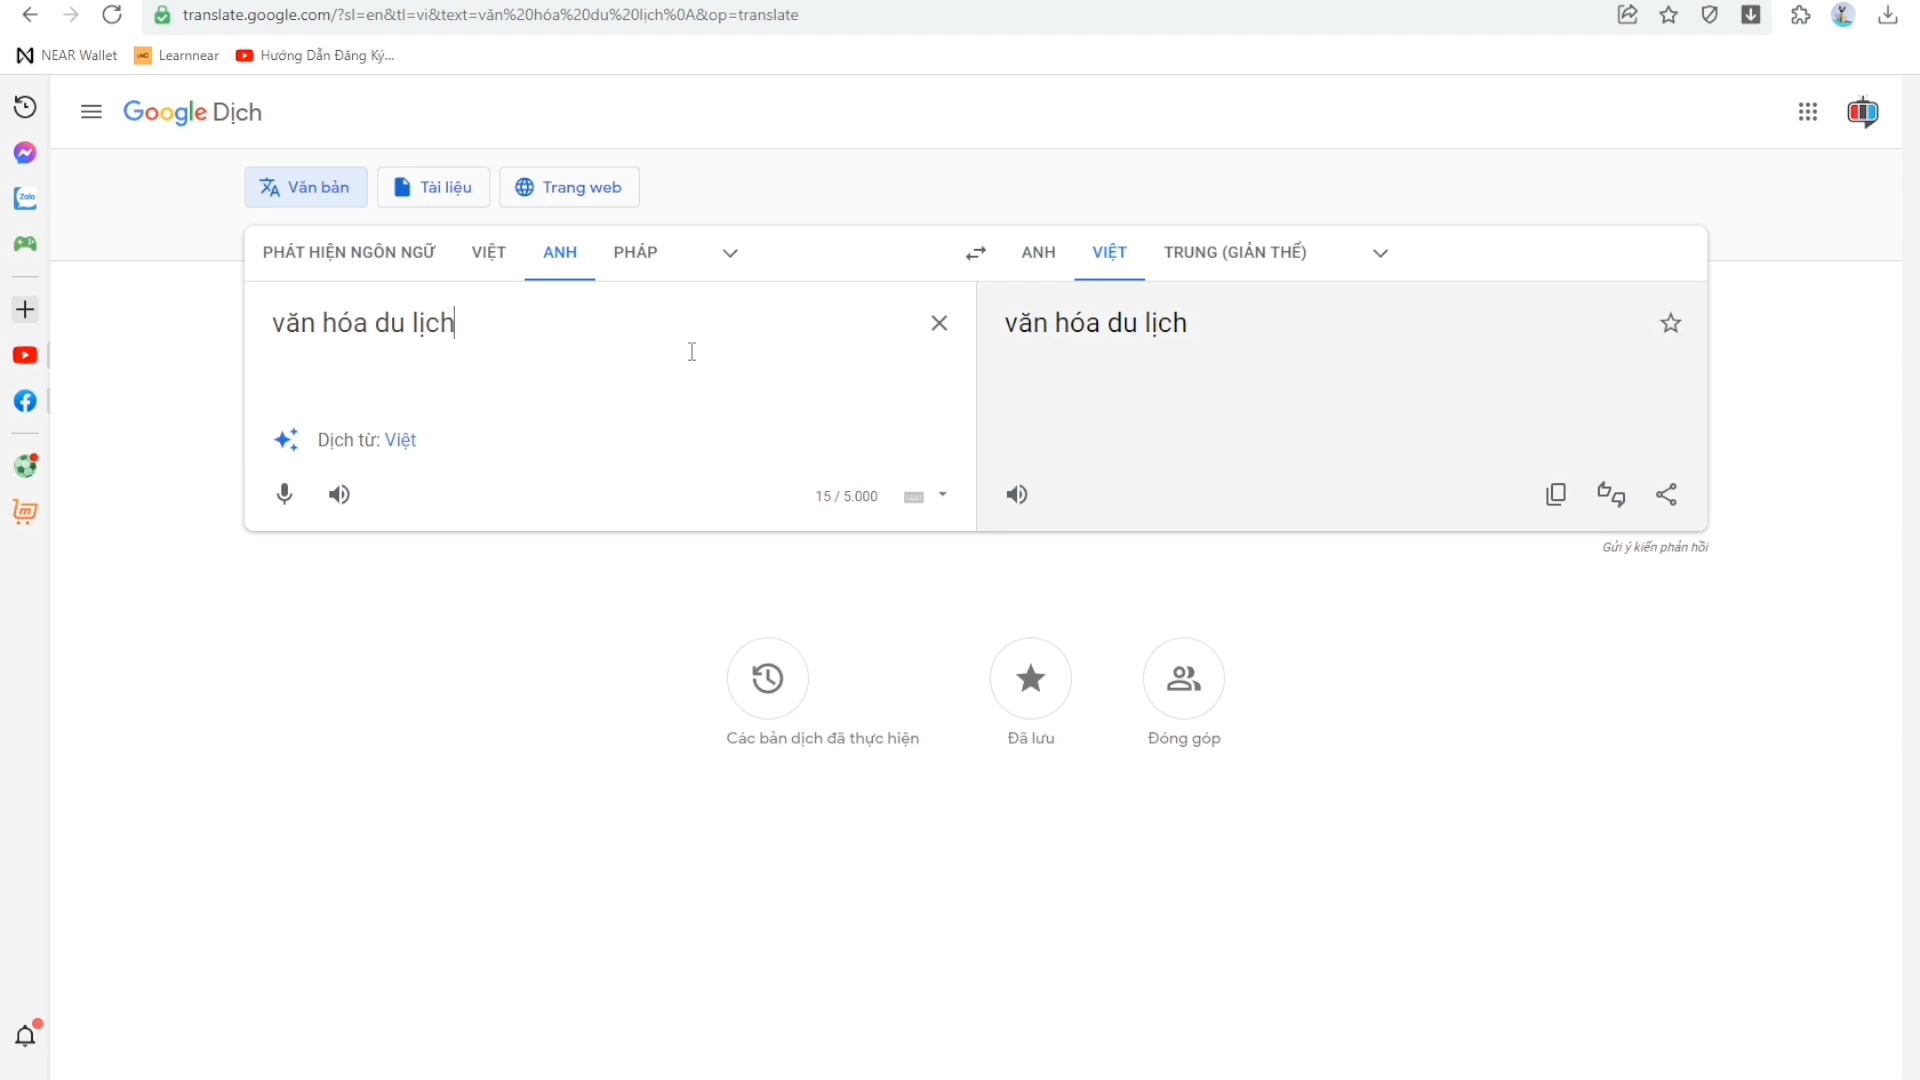 translate.google.com/?sl=en&tl=vi&text=văn%20hóa%20du%20lịch%0A&op=translate
NEAR Wallet
Learnnear
Hướng Dẫn Đăng Ký,...
Google Dịch
Zalo
Văn bản
Tài liệu
Trang web
PHÁT HIỆN NGÔN NGỮ
VIỆT
ANH
PHÁP
ANH
VIỆT
TRUNG (GIẢN THỂ)
văn hóa du lịch
văn hóa du lịch
Dịch từ: Việt
15 / 5.000
Gửi ý kiến phản hồi
Các bản dịch đã thực hiện
Đã lưu
Đóng góp